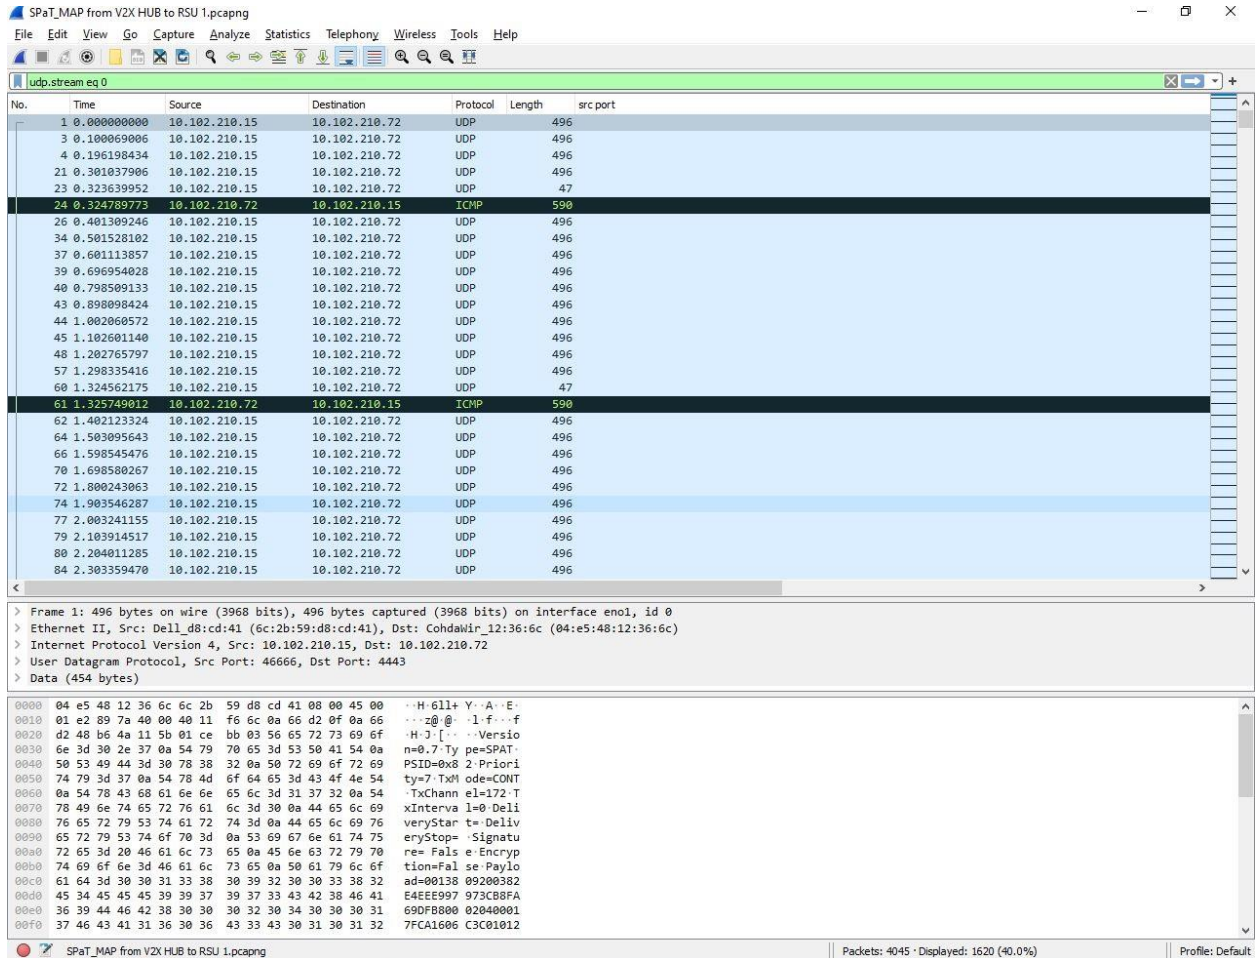 SPaT_MAP from V2X HUB to RSU 1.pcapng
File Edit View Go Capture Analyze Statistics Telephony Wireless Tools Help
udp.stream eq 0
No. Time Source Destination Protocol Length src port
1 0.000000000 10.102.210.15 10.102.210.72 UDP 496
3 0.100069006 10.102.210.15 10.102.210.72 UDP 496
4 0.196198434 10.102.210.15 10.102.210.72 UDP 496
21 0.301037906 10.102.210.15 10.102.210.72 UDP 496
23 0.323639952 10.102.210.15 10.102.210.72 UDP 47
24 0.324789773 10.102.210.72 10.102.210.15 ICMP 590
26 0.401309246 10.102.210.15 10.102.210.72 UDP 496
34 0.501528102 10.102.210.15 10.102.210.72 UDP 496
37 0.601113857 10.102.210.15 10.102.210.72 UDP 496
39 0.696954028 10.102.210.15 10.102.210.72 UDP 496
40 0.798509133 10.102.210.15 10.102.210.72 UDP 496
43 0.898098424 10.102.210.15 10.102.210.72 UDP 496
44 1.002060572 10.102.210.15 10.102.210.72 UDP 496
45 1.102601140 10.102.210.15 10.102.210.72 UDP 496
48 1.202765797 10.102.210.15 10.102.210.72 UDP 496
57 1.298335416 10.102.210.15 10.102.210.72 UDP 496
60 1.324562175 10.102.210.15 10.102.210.72 UDP 47
61 1.325749012 10.102.210.72 10.102.210.15 ICMP 590
62 1.402123324 10.102.210.15 10.102.210.72 UDP 496
64 1.503095643 10.102.210.15 10.102.210.72 UDP 496
66 1.598545476 10.102.210.15 10.102.210.72 UDP 496
70 1.698580267 10.102.210.15 10.102.210.72 UDP 496
72 1.800243063 10.102.210.15 10.102.210.72 UDP 496
74 1.903546287 10.102.210.15 10.102.210.72 UDP 496
77 2.003241155 10.102.210.15 10.102.210.72 UDP 496
79 2.103914517 10.102.210.15 10.102.210.72 UDP 496
80 2.204011285 10.102.210.15 10.102.210.72 UDP 496
84 2.303359470 10.102.210.15 10.102.210.72 UDP 496
> Frame 1: 496 bytes on wire (3968 bits), 496 bytes captured (3968 bits) on interface eno1, id 0
> Ethernet II, Src: Dell_d8:cd:41 (6c:2b:59:d8:cd:41), Dst: CohdaWir_12:36:6c (04:e5:48:12:36:6c)
> Internet Protocol Version 4, Src: 10.102.210.15, Dst: 10.102.210.72
> User Datagram Protocol, Src Port: 46666, Dst Port: 4443
> Data (454 bytes)
0000 04 e5 48 12 36 6c 6c 2b 59 d8 cd 41 08 00 45 00 ··H·6ll+ Y··A··E·
0010 01 e2 89 7a 40 00 40 11 f6 6c 0a 66 d2 0f 0a 66 ···z@·@· ·l·f···f
0020 d2 48 b6 4a 11 5b 01 ce bb 03 56 65 72 73 69 6f ·H·J·[·· ··Versio
0030 6e 3d 30 2e 37 0a 54 79 70 65 3d 53 50 41 54 0a n=0.7·Ty pe=SPAT·
0040 50 53 49 44 3d 30 78 38 32 0a 50 72 69 6f 72 69 PSID=0x8 2·Priori
0050 74 79 3d 37 0a 54 78 4d 6f 64 65 3d 43 4f 4e 54 ty=7·TxM ode=CONT
0060 0a 54 78 43 68 61 6e 6e 65 6c 3d 31 37 32 0a 54 ·TxChann el=172·T
0070 78 49 6e 74 65 72 76 61 6c 3d 30 0a 44 65 6c 69 xInterva l=0·Deli
0080 76 65 72 79 53 74 61 72 74 3d 0a 44 65 6c 69 76 veryStar t=·Deliv
0090 65 72 79 53 74 6f 70 3d 0a 53 69 67 6e 61 74 75 eryStop= ·Signatu
00a0 72 65 3d 20 46 61 6c 73 65 0a 45 6e 63 72 79 70 re= Fals e·Encryp
00b0 74 69 6f 6e 3d 46 61 6c 73 65 0a 50 61 79 6c 6f tion=Fal se·Paylo
00c0 61 64 3d 30 30 31 33 38 30 39 32 30 30 33 38 32 ad=00138 09200382
00d0 45 34 45 45 45 39 39 37 39 37 33 43 42 38 46 41 E4EEE997 973CB8FA
00e0 36 39 44 46 42 38 30 30 30 32 30 34 30 30 30 31 69DFB800 02040001
00f0 37 46 43 41 31 36 30 36 43 33 43 30 31 30 31 32 7FCA1606 C3C01012
SPaT_MAP from V2X HUB to RSU 1.pcapng Packets: 4045 · Displayed: 1620 (40.0%) Profile: Default